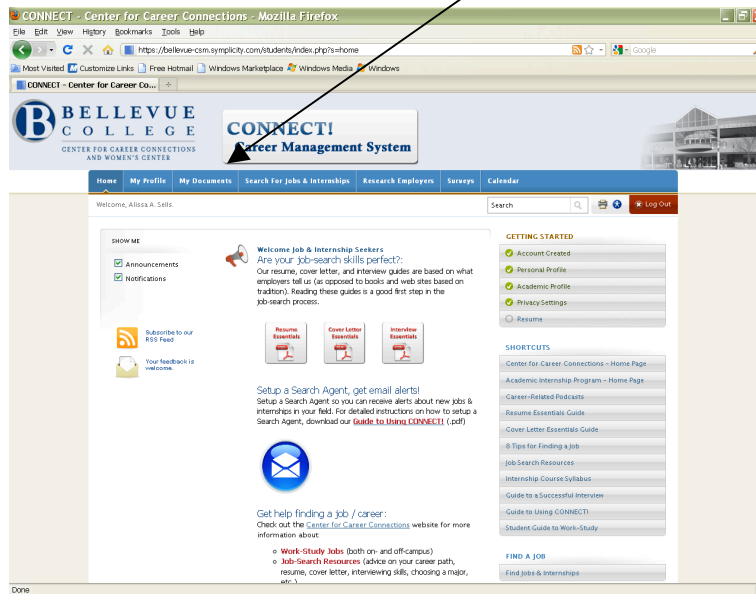 CONNECT - Center for Career Connections - Mozilla Firefox
File Edit View History Bookmarks Tools Help
https://bellevue-csm.symplicity.com/students/index.php?s=home
Google
Most Visited Customize Links Free Hotmail Windows Marketplace Windows Media Windows
CONNECT - Center for Career Co...
B BELLEVUE
COLLEGE
CENTER FOR CAREER CONNECTIONS
AND WOMEN'S CENTER
CONNECT!
Career Management System
Home My Profile My Documents Search For Jobs & Internships Research Employers Surveys Calendar
Welcome, Alissa A. Sells.
Search
Log Out
SHOW ME
Announcements
Notifications
Subscribe to our
RSS Feed
Your feedback is
welcome.
Welcome Job & Internship Seekers
Are your job-search skills perfect?:
Our resume, cover letter, and interview guides are based on what
employers tell us (as opposed to books and web sites based on
tradition). Reading these guides is a good first step in the
job-search process.
Resume
Essentials
Cover Letter
Essentials
Interview
Essentials
Setup a Search Agent, get email alerts!
Setup a Search Agent so you can receive alerts about new jobs &
internships in your field. For detailed instructions on how to setup a
Search Agent, download our Guide to Using CONNECT! (.pdf)
Get help finding a job / career:
Check out the Center for Career Connections website for more
information about:
Work-Study Jobs (both on- and off-campus)
Job-Search Resources (advice on your career path,
resume, cover letter, interviewing skills, choosing a major,
etc.)
GETTING STARTED
Account Created
Personal Profile
Academic Profile
Privacy Settings
Resume
SHORTCUTS
Center for Career Connections - Home Page
Academic Internship Program - Home Page
Career-Related Podcasts
Resume Essentials Guide
Cover Letter Essentials Guide
8 Tips for Finding a Job
Job Search Resources
Internship Course Syllabus
Guide to a Successful Interview
Guide to Using CONNECT!
Student Guide to Work-Study
FIND A JOB
Find Jobs & Internships
Done